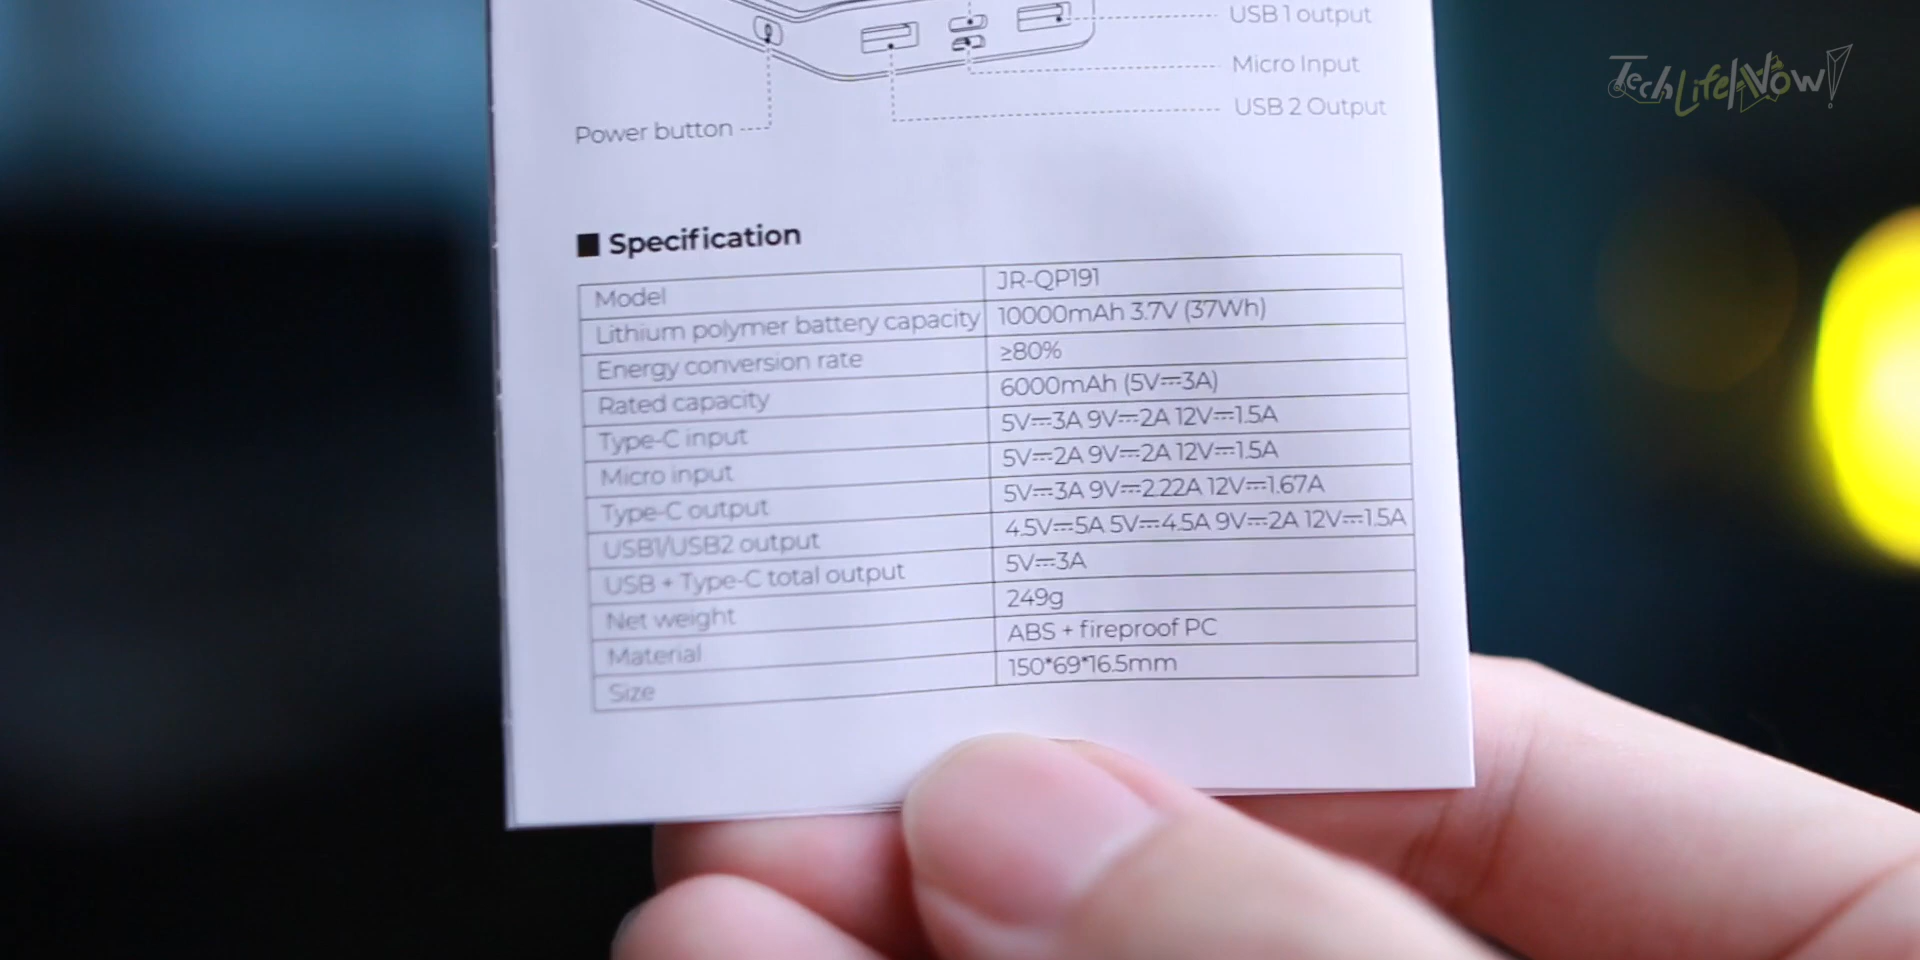 USB 1 output
Micro Input
USB 2 Output
Power button
TechLifeNow!
■ Specification
Model JR-QP191
Lithium polymer battery capacity 10000mAh 3.7V (37Wh)
Energy conversion rate ≥80%
Rated capacity 6000mAh (5V⎓3A)
Type-C input 5V⎓3A 9V⎓2A 12V⎓1.5A
Micro input 5V⎓2A 9V⎓2A 12V⎓1.5A
Type-C output 5V⎓3A 9V⎓2.22A 12V⎓1.67A
USB1/USB2 output 4.5V⎓5A 5V⎓4.5A 9V⎓2A 12V⎓1.5A
USB + Type-C total output 5V⎓3A
Net weight 249g
Material ABS + fireproof PC
Size 150*69*16.5mm